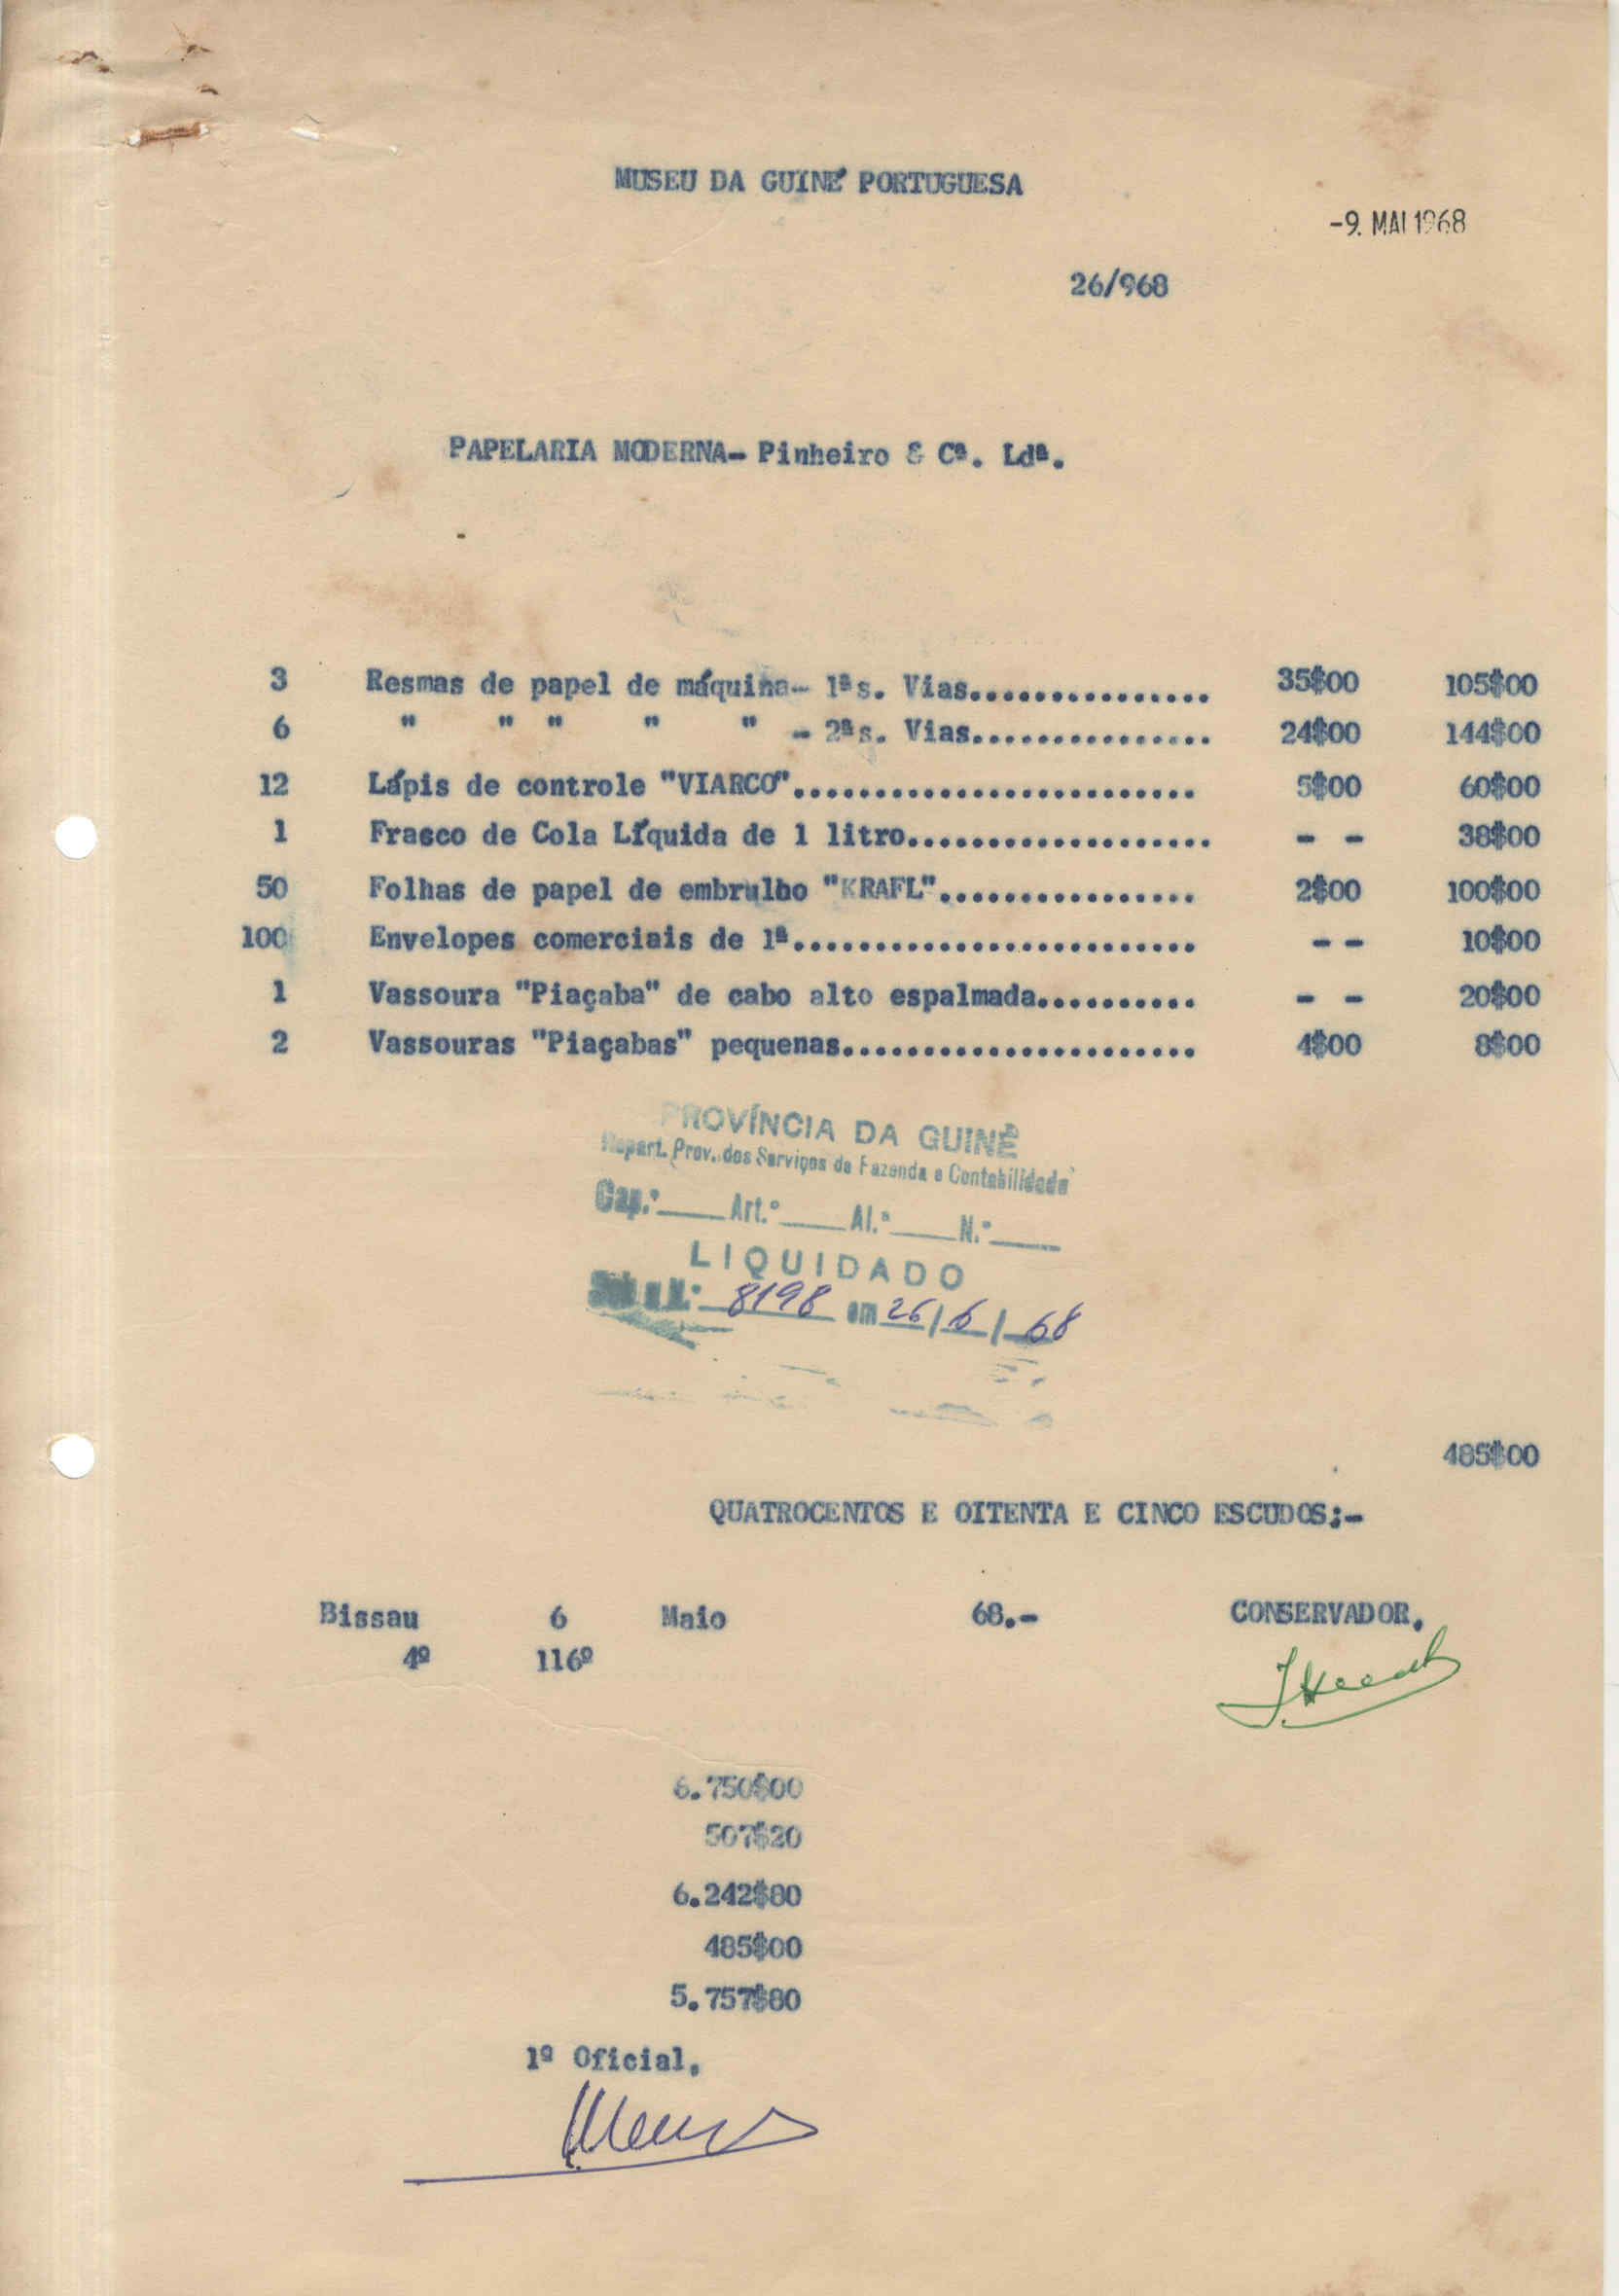 MUSEU DA GUINÉ PORTUGUESA
-9. MAI 1968
26/968
PAPELARIA MODERNA- Pinheiro & Cª. Ldª.
3 Resmas de papel de máquina- 1ªs. Vias............... 35$00 105$00
6 " " " " " - 2ªs. Vias............... 24$00 144$00
12 Lápis de controle "VIARCO"......................... 5$00 60$00
1 Frasco de Cola Líquida de 1 litro................... - - 38$00
50 Folhas de papel de embrulho "KRAFL"................ 2$00 100$00
100 Envelopes comerciais de 1ª......................... - - 10$00
1 Vassoura "Piaçaba" de cabo alto espalmada.......... - - 20$00
2 Vassouras "Piaçabas" pequenas...................... 4$00 8$00
PROVÍNCIA DA GUINÉ
Repart. Prov. dos Serviços de Fazenda e Contabilidade
Cap.º ____ Art.º ____ Al.ª ____ N.º ____
LIQUIDADO
8198 em 26/6/68
485$00
QUATROCENTOS E OITENTA E CINCO ESCUDOS;-
Bissau 6 Maio 68.- CONSERVADOR.
4º 116º
6.750$00
507$20
6.242$80
485$00
5.757$80
1º Oficial.